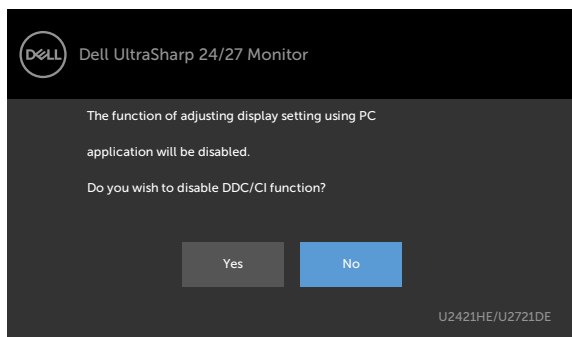 DELL
Dell UltraSharp 24/27 Monitor
The function of adjusting display setting using PC
application will be disabled.
Do you wish to disable DDC/CI function?
Yes
No
U2421HE/U2721DE